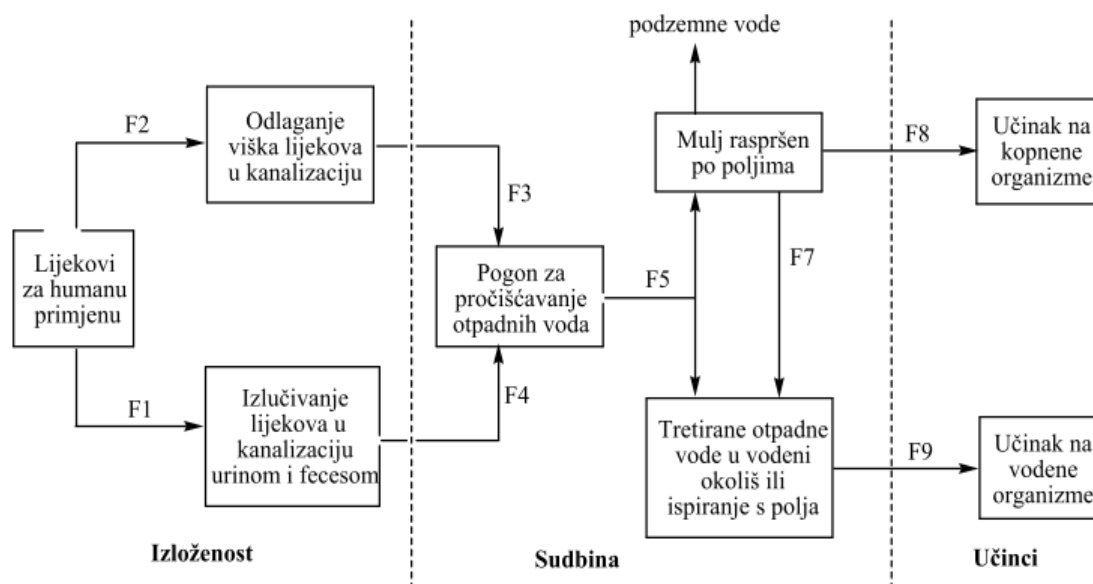 podzemne vode
F2
Odlaganje
viška lijekova
u kanalizaciju
F3
Mulj raspršen
po poljima
F8
Učinak na
kopnene
organizme
Lijekovi
za humanu
primjenu
Pogon za
pročišćavanje
otpadnih voda
F5
F7
F1
Izlučivanje
lijekova u
kanalizaciju
urinom i fecesom
F4
Tretirane otpadne
vode u vodeni
okoliš ili
ispiranje s polja
F9
Učinak na
vodene
organizme
Izloženost
Sudbina
Učinci